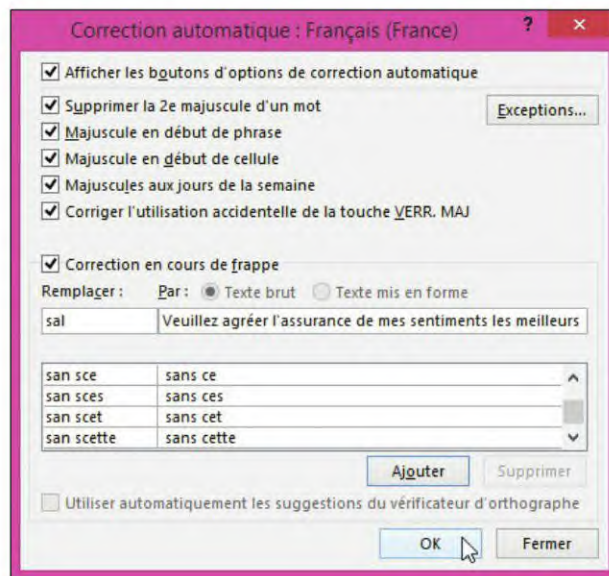 Correction automatique : Français (France) ? ×
Afficher les boutons d'options de correction automatique
Supprimer la 2e majuscule d'un mot
Exceptions...
Majuscule en début de phrase
Majuscule en début de cellule
Majuscules aux jours de la semaine
Corriger l'utilisation accidentelle de la touche VERR. MAJ
Correction en cours de frappe
Remplacer : Par : Texte brut Texte mis en forme
sal Veuillez agréer l'assurance de mes sentiments les meilleurs
san sce sans ce
san sces sans ces
san scet sans cet
san scette sans cette
Ajouter Supprimer
Utiliser automatiquement les suggestions du vérificateur d'orthographe
OK Fermer